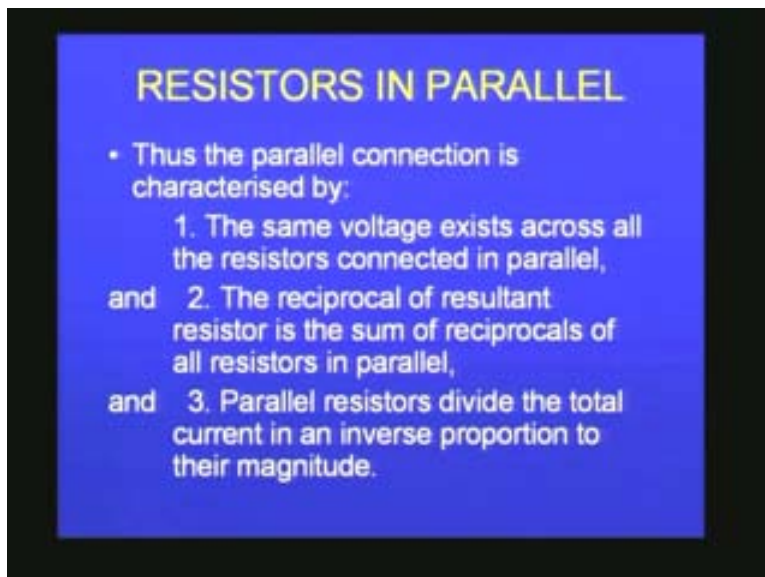 RESISTORS IN PARALLEL
• Thus the parallel connection is
characterised by:
1. The same voltage exists across all
the resistors connected in parallel,
and 2. The reciprocal of resultant
resistor is the sum of reciprocals of
all resistors in parallel,
and 3. Parallel resistors divide the total
current in an inverse proportion to
their magnitude.